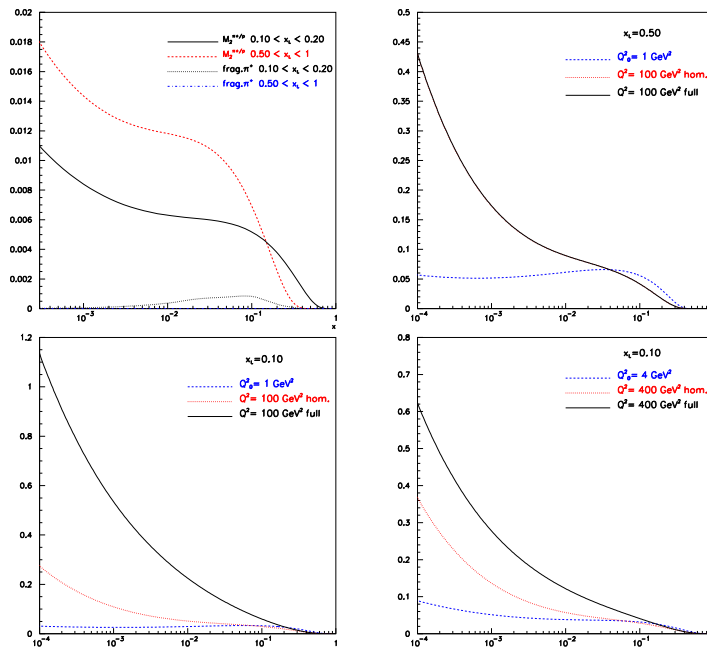 0.02
0.018
0.016
0.014
0.012
0.01
0.008
0.006
0.004
0.002
0
M₂ⁿ⁺/ᵖ 0.10 < x_L < 0.20
M₂ⁿ⁺/ᵖ 0.50 < x_L < 1
frag.π⁺ 0.10 < x_L < 0.20
frag.π⁺ 0.50 < x_L < 1
10⁻³ 10⁻² 10⁻¹ 1
x
0.5
0.45
0.4
0.35
0.3
0.25
0.2
0.15
0.1
0.05
0
x_L=0.50
Q²₀= 1 GeV²
Q²= 100 GeV² hom.
Q²= 100 GeV² full
10⁻⁴ 10⁻³ 10⁻² 10⁻¹
1.2
1
0.8
0.6
0.4
0.2
0
x_L=0.10
Q²₀= 1 GeV²
Q²= 100 GeV² hom.
Q²= 100 GeV² full
10⁻⁴ 10⁻³ 10⁻² 10⁻¹ 1
0.8
0.7
0.6
0.5
0.4
0.3
0.2
0.1
0
x_L=0.10
Q²₀= 4 GeV²
Q²= 400 GeV² hom.
Q²= 400 GeV² full
10⁻⁴ 10⁻³ 10⁻² 10⁻¹